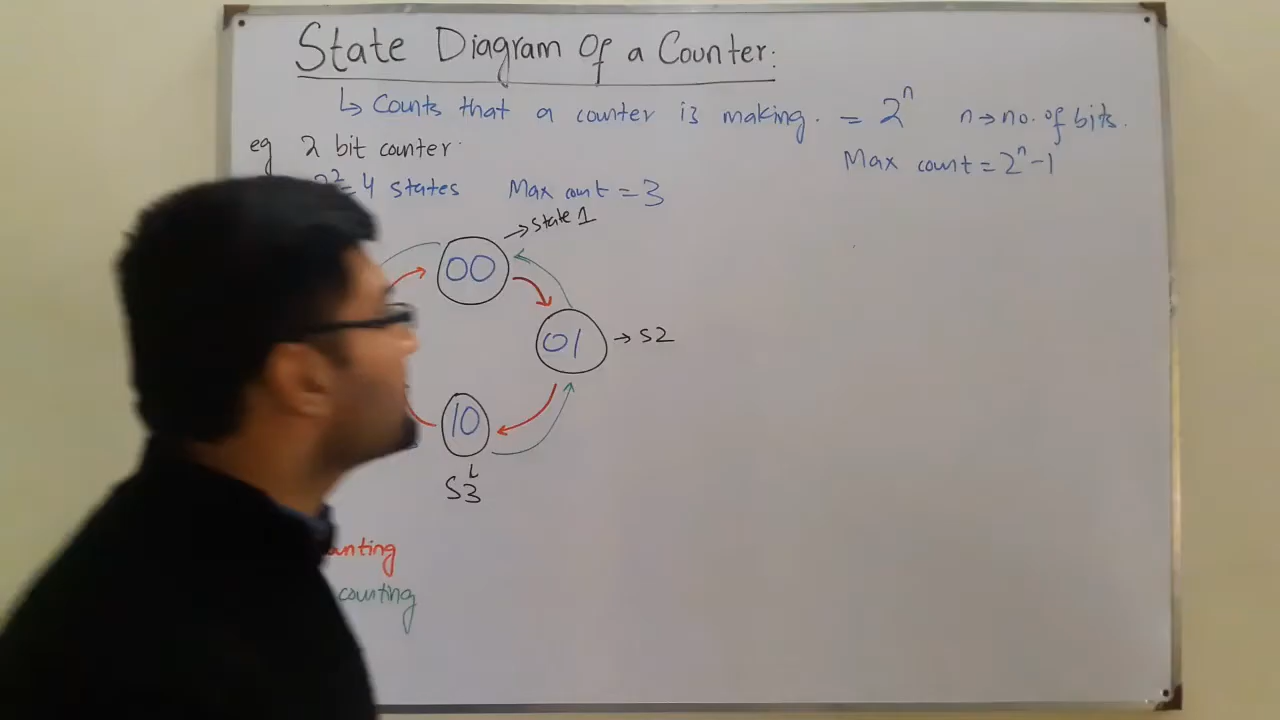 State Diagram Of a Counter:
↳ Counts that a counter is making. = 2ⁿ n → no. of bits.
eg 2 bit counter. Max count = 2ⁿ-1
2²=4 states Max count = 3
→ State 1
00
01 → S2
10
S3
counting